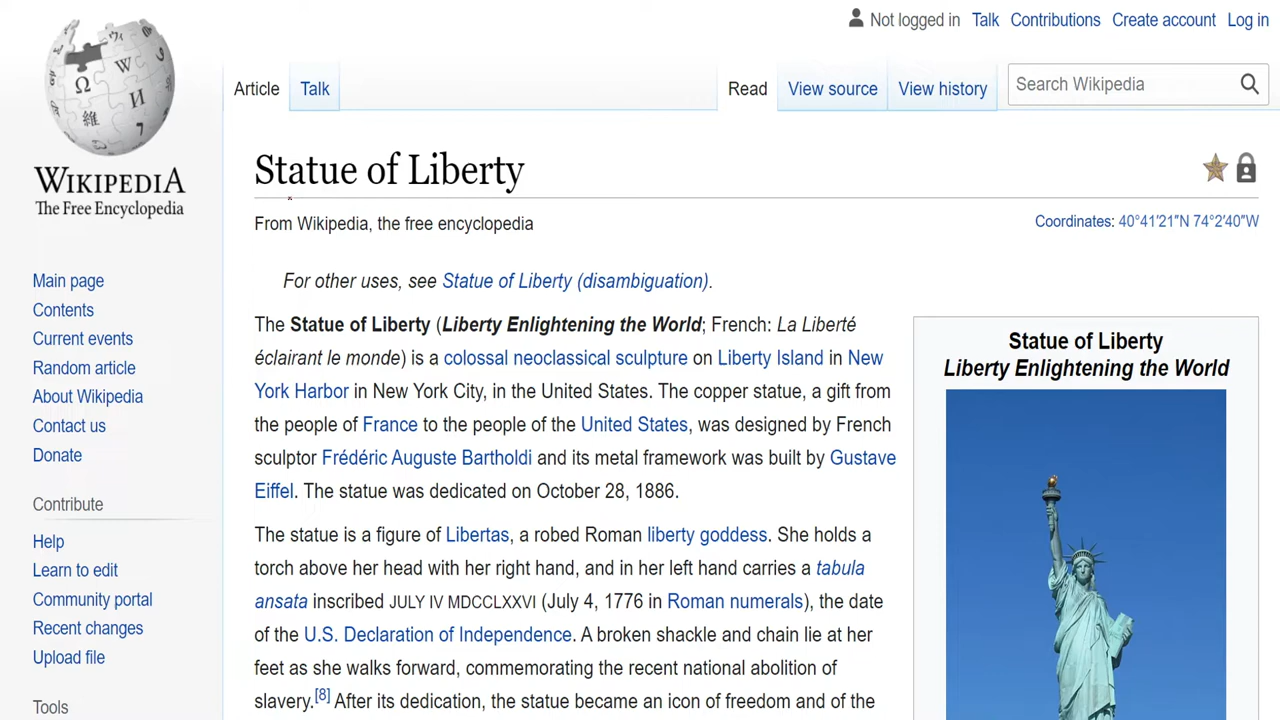 Not logged in Talk Contributions Create account Log in
Article Talk Read View source View history Search Wikipedia
Ω W И 維 7
WIKIPEDIA
The Free Encyclopedia
Main page
Contents
Current events
Random article
About Wikipedia
Contact us
Donate
Contribute
Help
Learn to edit
Community portal
Recent changes
Upload file
Tools
Statue of Liberty
From Wikipedia, the free encyclopedia
Coordinates: 40°41′21″N 74°2′40″W
For other uses, see Statue of Liberty (disambiguation).
The Statue of Liberty (Liberty Enlightening the World; French: La Liberté
éclairant le monde) is a colossal neoclassical sculpture on Liberty Island in New
York Harbor in New York City, in the United States. The copper statue, a gift from
the people of France to the people of the United States, was designed by French
sculptor Frédéric Auguste Bartholdi and its metal framework was built by Gustave
Eiffel. The statue was dedicated on October 28, 1886.
The statue is a figure of Libertas, a robed Roman liberty goddess. She holds a
torch above her head with her right hand, and in her left hand carries a tabula
ansata inscribed JULY IV MDCCLXXVI (July 4, 1776 in Roman numerals), the date
of the U.S. Declaration of Independence. A broken shackle and chain lie at her
feet as she walks forward, commemorating the recent national abolition of
slavery.[8] After its dedication, the statue became an icon of freedom and of the
Statue of Liberty
Liberty Enlightening the World